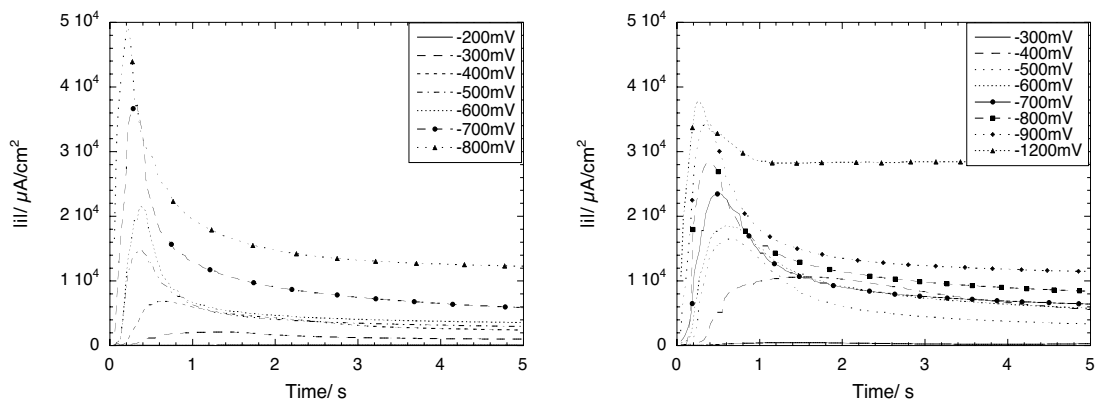 5 10⁴
4 10⁴
3 10⁴
2 10⁴
1 10⁴
0
IiI/ µA/cm²
0 1 2 3 4 5
Time/ s
-200mV
-300mV
-400mV
-500mV
-600mV
-700mV
-800mV
5 10⁴
4 10⁴
3 10⁴
2 10⁴
1 10⁴
0
IiI/ µA/cm²
0 1 2 3 4 5
Time/ s
-300mV
-400mV
-500mV
-600mV
-700mV
-800mV
-900mV
-1200mV